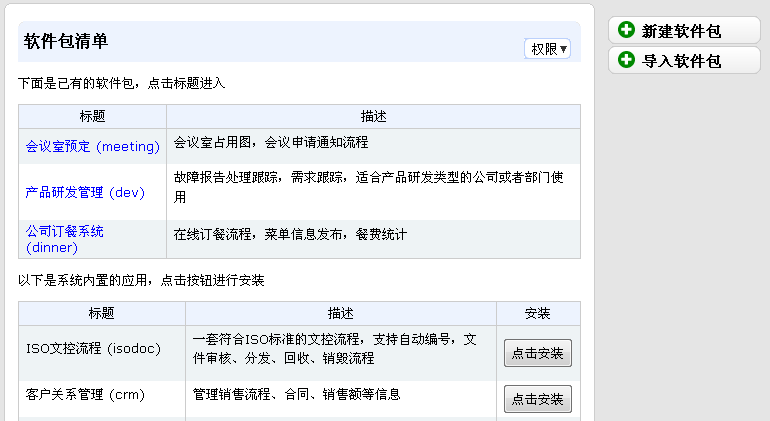 软件包清单
权限▼
新建软件包
导入软件包
下面是已有的软件包，点击标题进入
标题 描述
会议室预定 (meeting) 会议室占用图，会议申请通知流程
产品研发管理 (dev) 故障报告处理跟踪，需求跟踪，适合产品研发类型的公司或者部门使
用
公司订餐系统
(dinner)
在线订餐流程，菜单信息发布，餐费统计
以下是系统内置的应用，点击按钮进行安装
标题 描述 安装
ISO文控流程 (isodoc)
一套符合ISO标准的文控流程，支持自动编号，文
件审核、分发、回收、销毁流程
点击安装
客户关系管理 (crm) 管理销售流程、合同、销售额等信息 点击安装